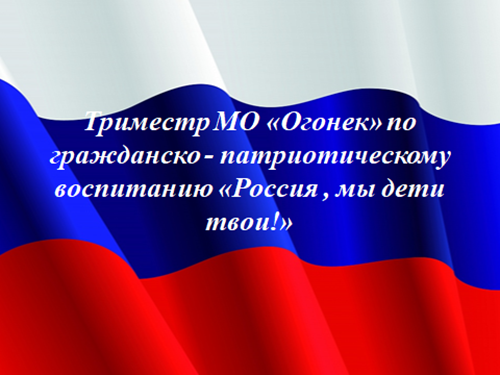 Триместр МО «Огонек» по
гражданско - патриотическому
воспитанию «Россия , мы дети
твои!»